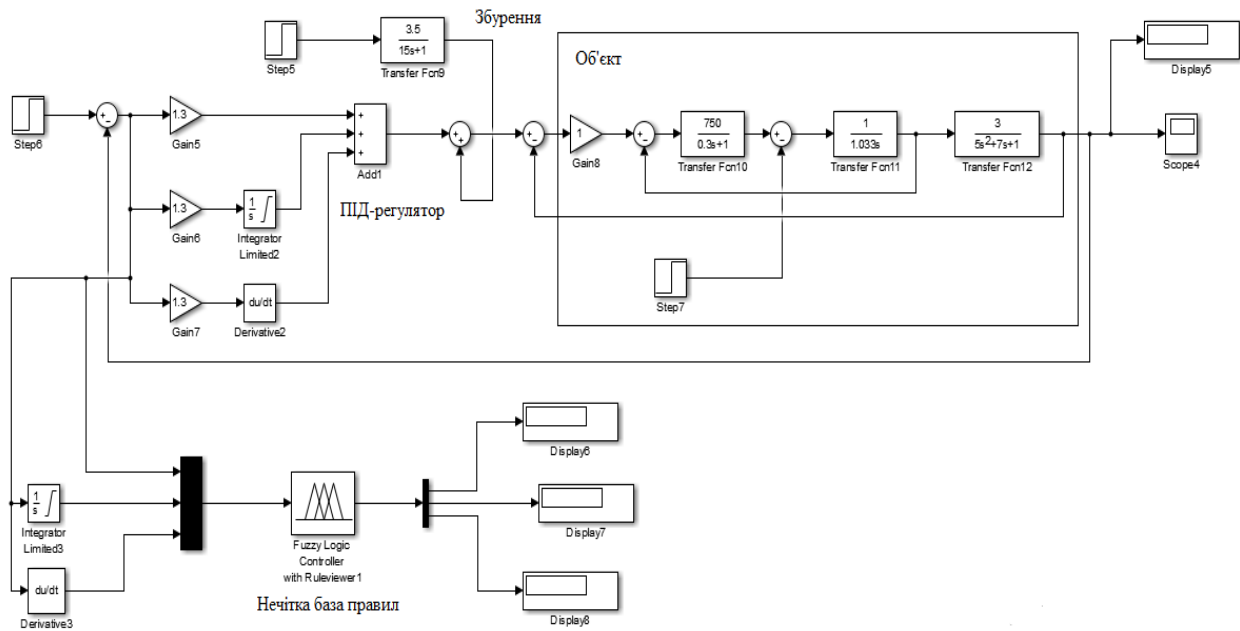 Збурення
3.5
15s+1
Step5
Transfer Fcn9
Display5
Об'єкт
Step6
+
-
1.3
Gain5
+
+
+
Add1
+
+
+
-
1
Gain8
+
-
750
0.3s+1
Transfer Fcn10
+
-
1
1.033s
Transfer Fcn11
3
5s²+7s+1
Transfer Fcn12
Scope4
ПІД-регулятор
1.3
Gain6
1
s
Integrator
Limited2
Step7
1.3
Gain7
du/dt
Derivative2
Display6
1
s
Integrator
Limited3
Fuzzy Logic
Controller
with Ruleviewer1
Display7
du/dt
Derivative3
Нечітка база правил
Display8